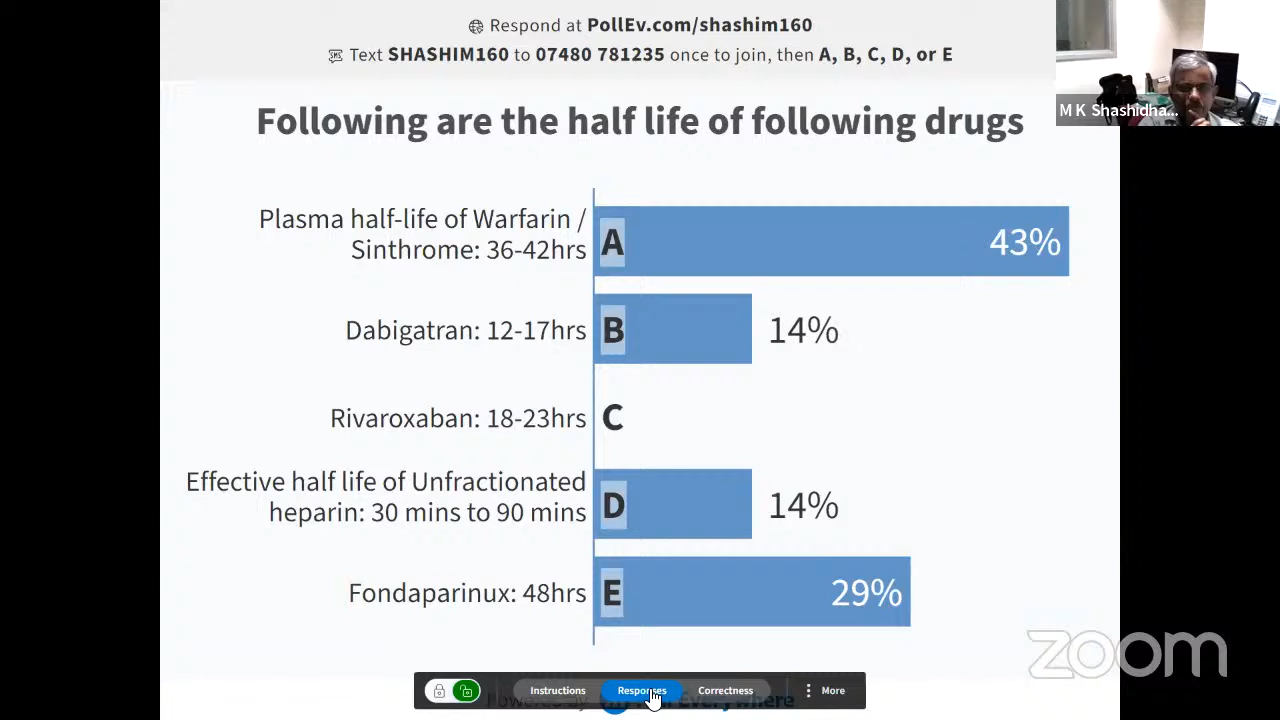 Respond at PollEv.com/shashim160
Text SHASHIM160 to 07480 781235 once to join, then A, B, C, D, or E
M K Shashidha...
Following are the half life of following drugs
Plasma half-life of Warfarin /
Sinthrome: 36-42hrs
A
43%
Dabigatran: 12-17hrs
B
14%
Rivaroxaban: 18-23hrs
C
Effective half life of Unfractionated
heparin: 30 mins to 90 mins
D
14%
Fondaparinux: 48hrs
E
29%
zoom
Instructions
Responses
Correctness
More